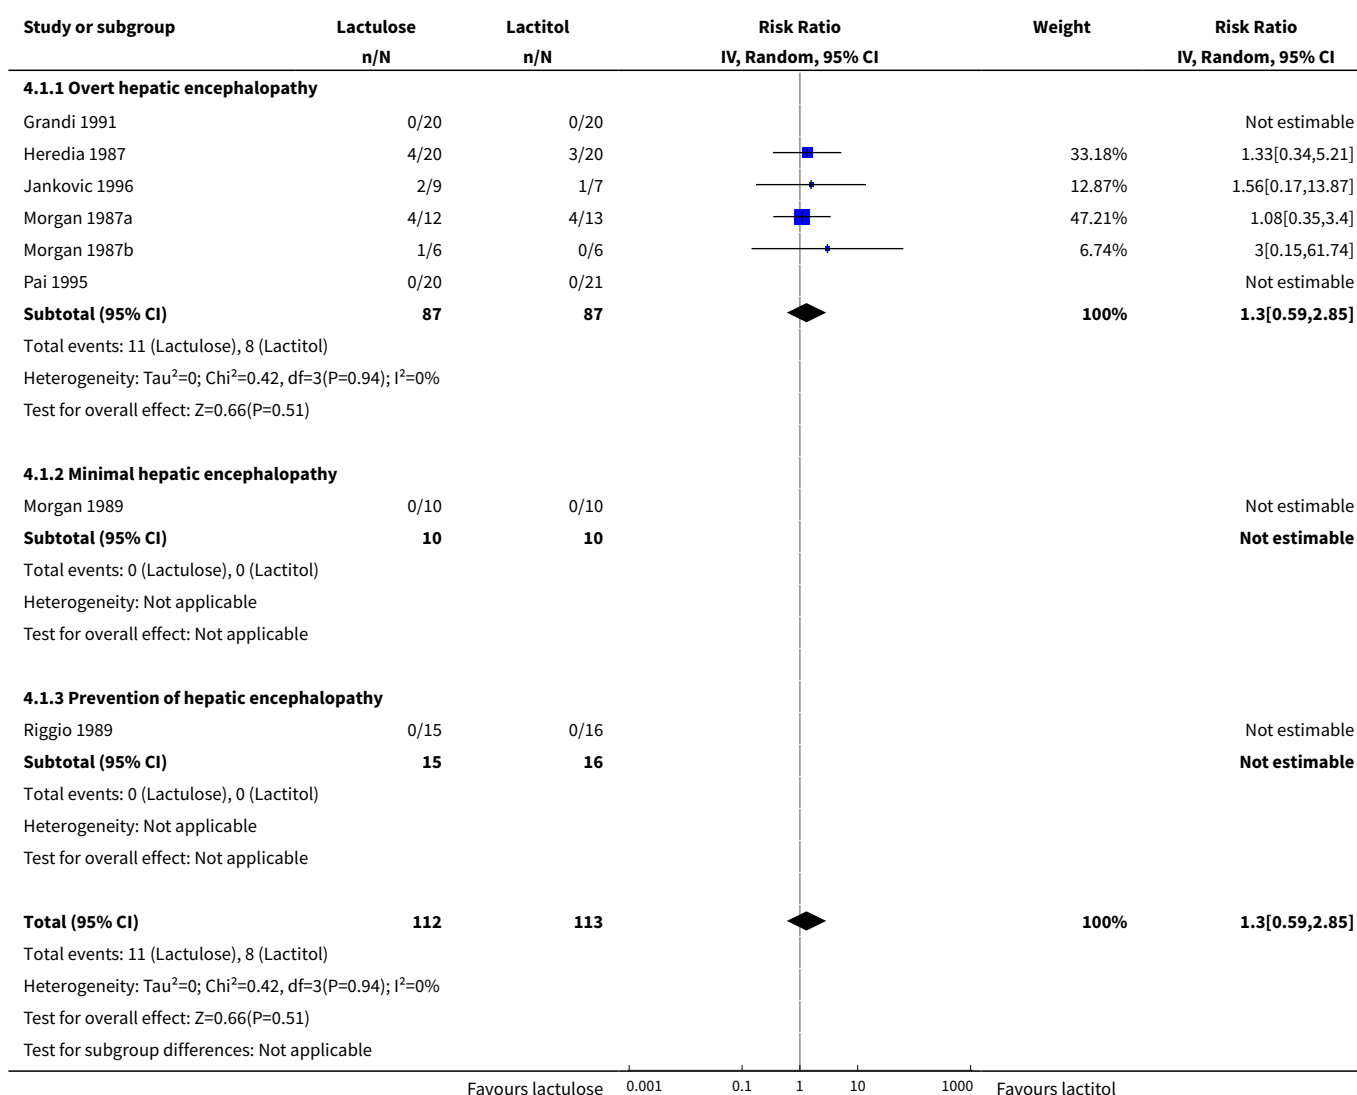 Study or subgroup Lactulose Lactitol Risk Ratio Weight Risk Ratio
n/N n/N IV, Random, 95% CI IV, Random, 95% CI
4.1.1 Overt hepatic encephalopathy
Grandi 1991 0/20 0/20 Not estimable
Heredia 1987 4/20 3/20 33.18% 1.33[0.34,5.21]
Jankovic 1996 2/9 1/7 12.87% 1.56[0.17,13.87]
Morgan 1987a 4/12 4/13 47.21% 1.08[0.35,3.4]
Morgan 1987b 1/6 0/6 6.74% 3[0.15,61.74]
Pai 1995 0/20 0/21 Not estimable
Subtotal (95% CI) 87 87 100% 1.3[0.59,2.85]
Total events: 11 (Lactulose), 8 (Lactitol)
Heterogeneity: Tau²=0; Chi²=0.42, df=3(P=0.94); I²=0%
Test for overall effect: Z=0.66(P=0.51)
4.1.2 Minimal hepatic encephalopathy
Morgan 1989 0/10 0/10 Not estimable
Subtotal (95% CI) 10 10 Not estimable
Total events: 0 (Lactulose), 0 (Lactitol)
Heterogeneity: Not applicable
Test for overall effect: Not applicable
4.1.3 Prevention of hepatic encephalopathy
Riggio 1989 0/15 0/16 Not estimable
Subtotal (95% CI) 15 16 Not estimable
Total events: 0 (Lactulose), 0 (Lactitol)
Heterogeneity: Not applicable
Test for overall effect: Not applicable
Total (95% CI) 112 113 100% 1.3[0.59,2.85]
Total events: 11 (Lactulose), 8 (Lactitol)
Heterogeneity: Tau²=0; Chi²=0.42, df=3(P=0.94); I²=0%
Test for overall effect: Z=0.66(P=0.51)
Test for subgroup differences: Not applicable
Favours lactulose 0.001 0.1 1 10 1000 Favours lactitol